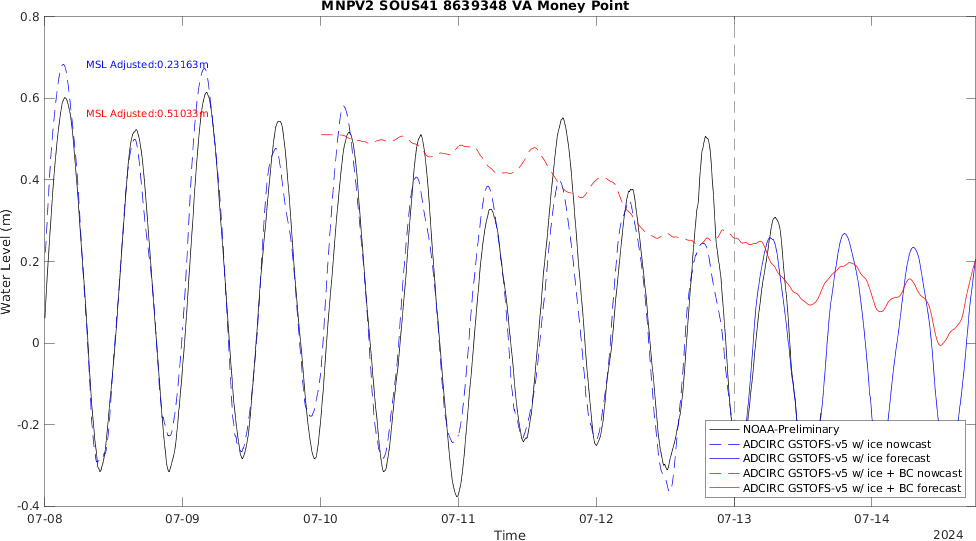 MNPV2 SOUS41 8639348 VA Money Point
0.8
MSL Adjusted:0.23163m
0.6
MSL Adjusted:0.51033m
0.4
Water Level (m)
0.2
0
-0.2
NOAA-Preliminary
ADCIRC GSTOFS-v5 w/ ice nowcast
ADCIRC GSTOFS-v5 w/ ice forecast
ADCIRC GSTOFS-v5 w/ ice + BC nowcast
ADCIRC GSTOFS-v5 w/ ice + BC forecast
-0.4
07-08 07-09 07-10 07-11 07-12 07-13 07-14
Time
2024